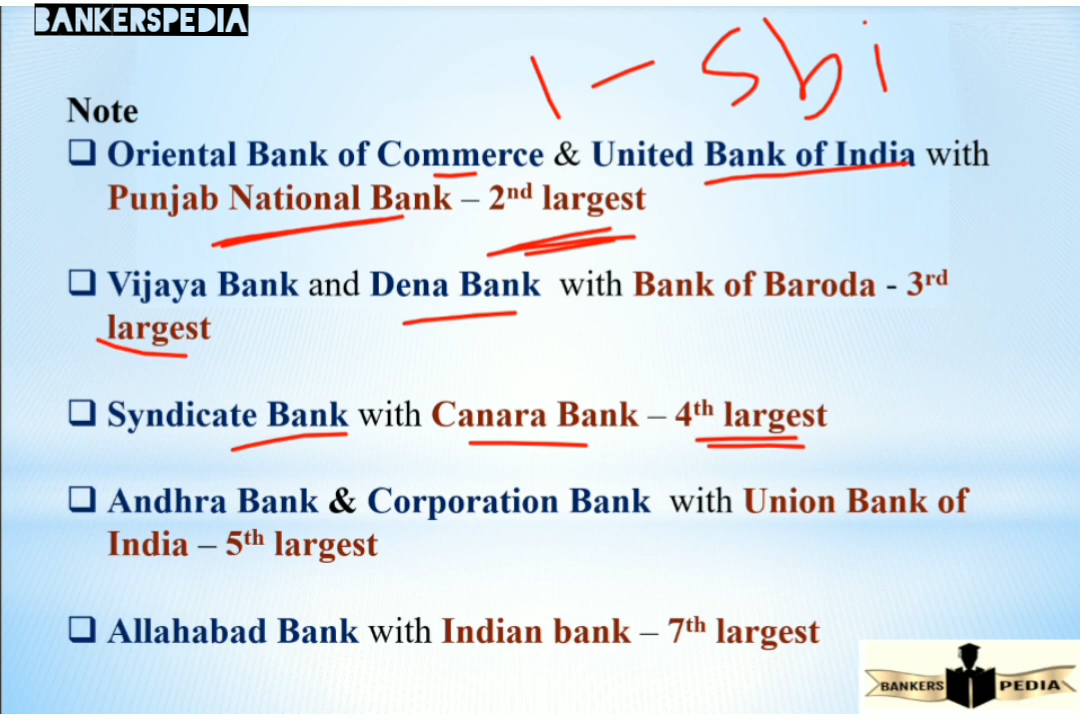 BANKERSPEDIA
1 - Sbi
Note
❑ Oriental Bank of Commerce & United Bank of India with
Punjab National Bank – 2nd largest
❑ Vijaya Bank and Dena Bank with Bank of Baroda - 3rd
largest
❑ Syndicate Bank with Canara Bank – 4th largest
❑ Andhra Bank & Corporation Bank with Union Bank of
India – 5th largest
❑ Allahabad Bank with Indian bank – 7th largest
BANKERS PEDIA